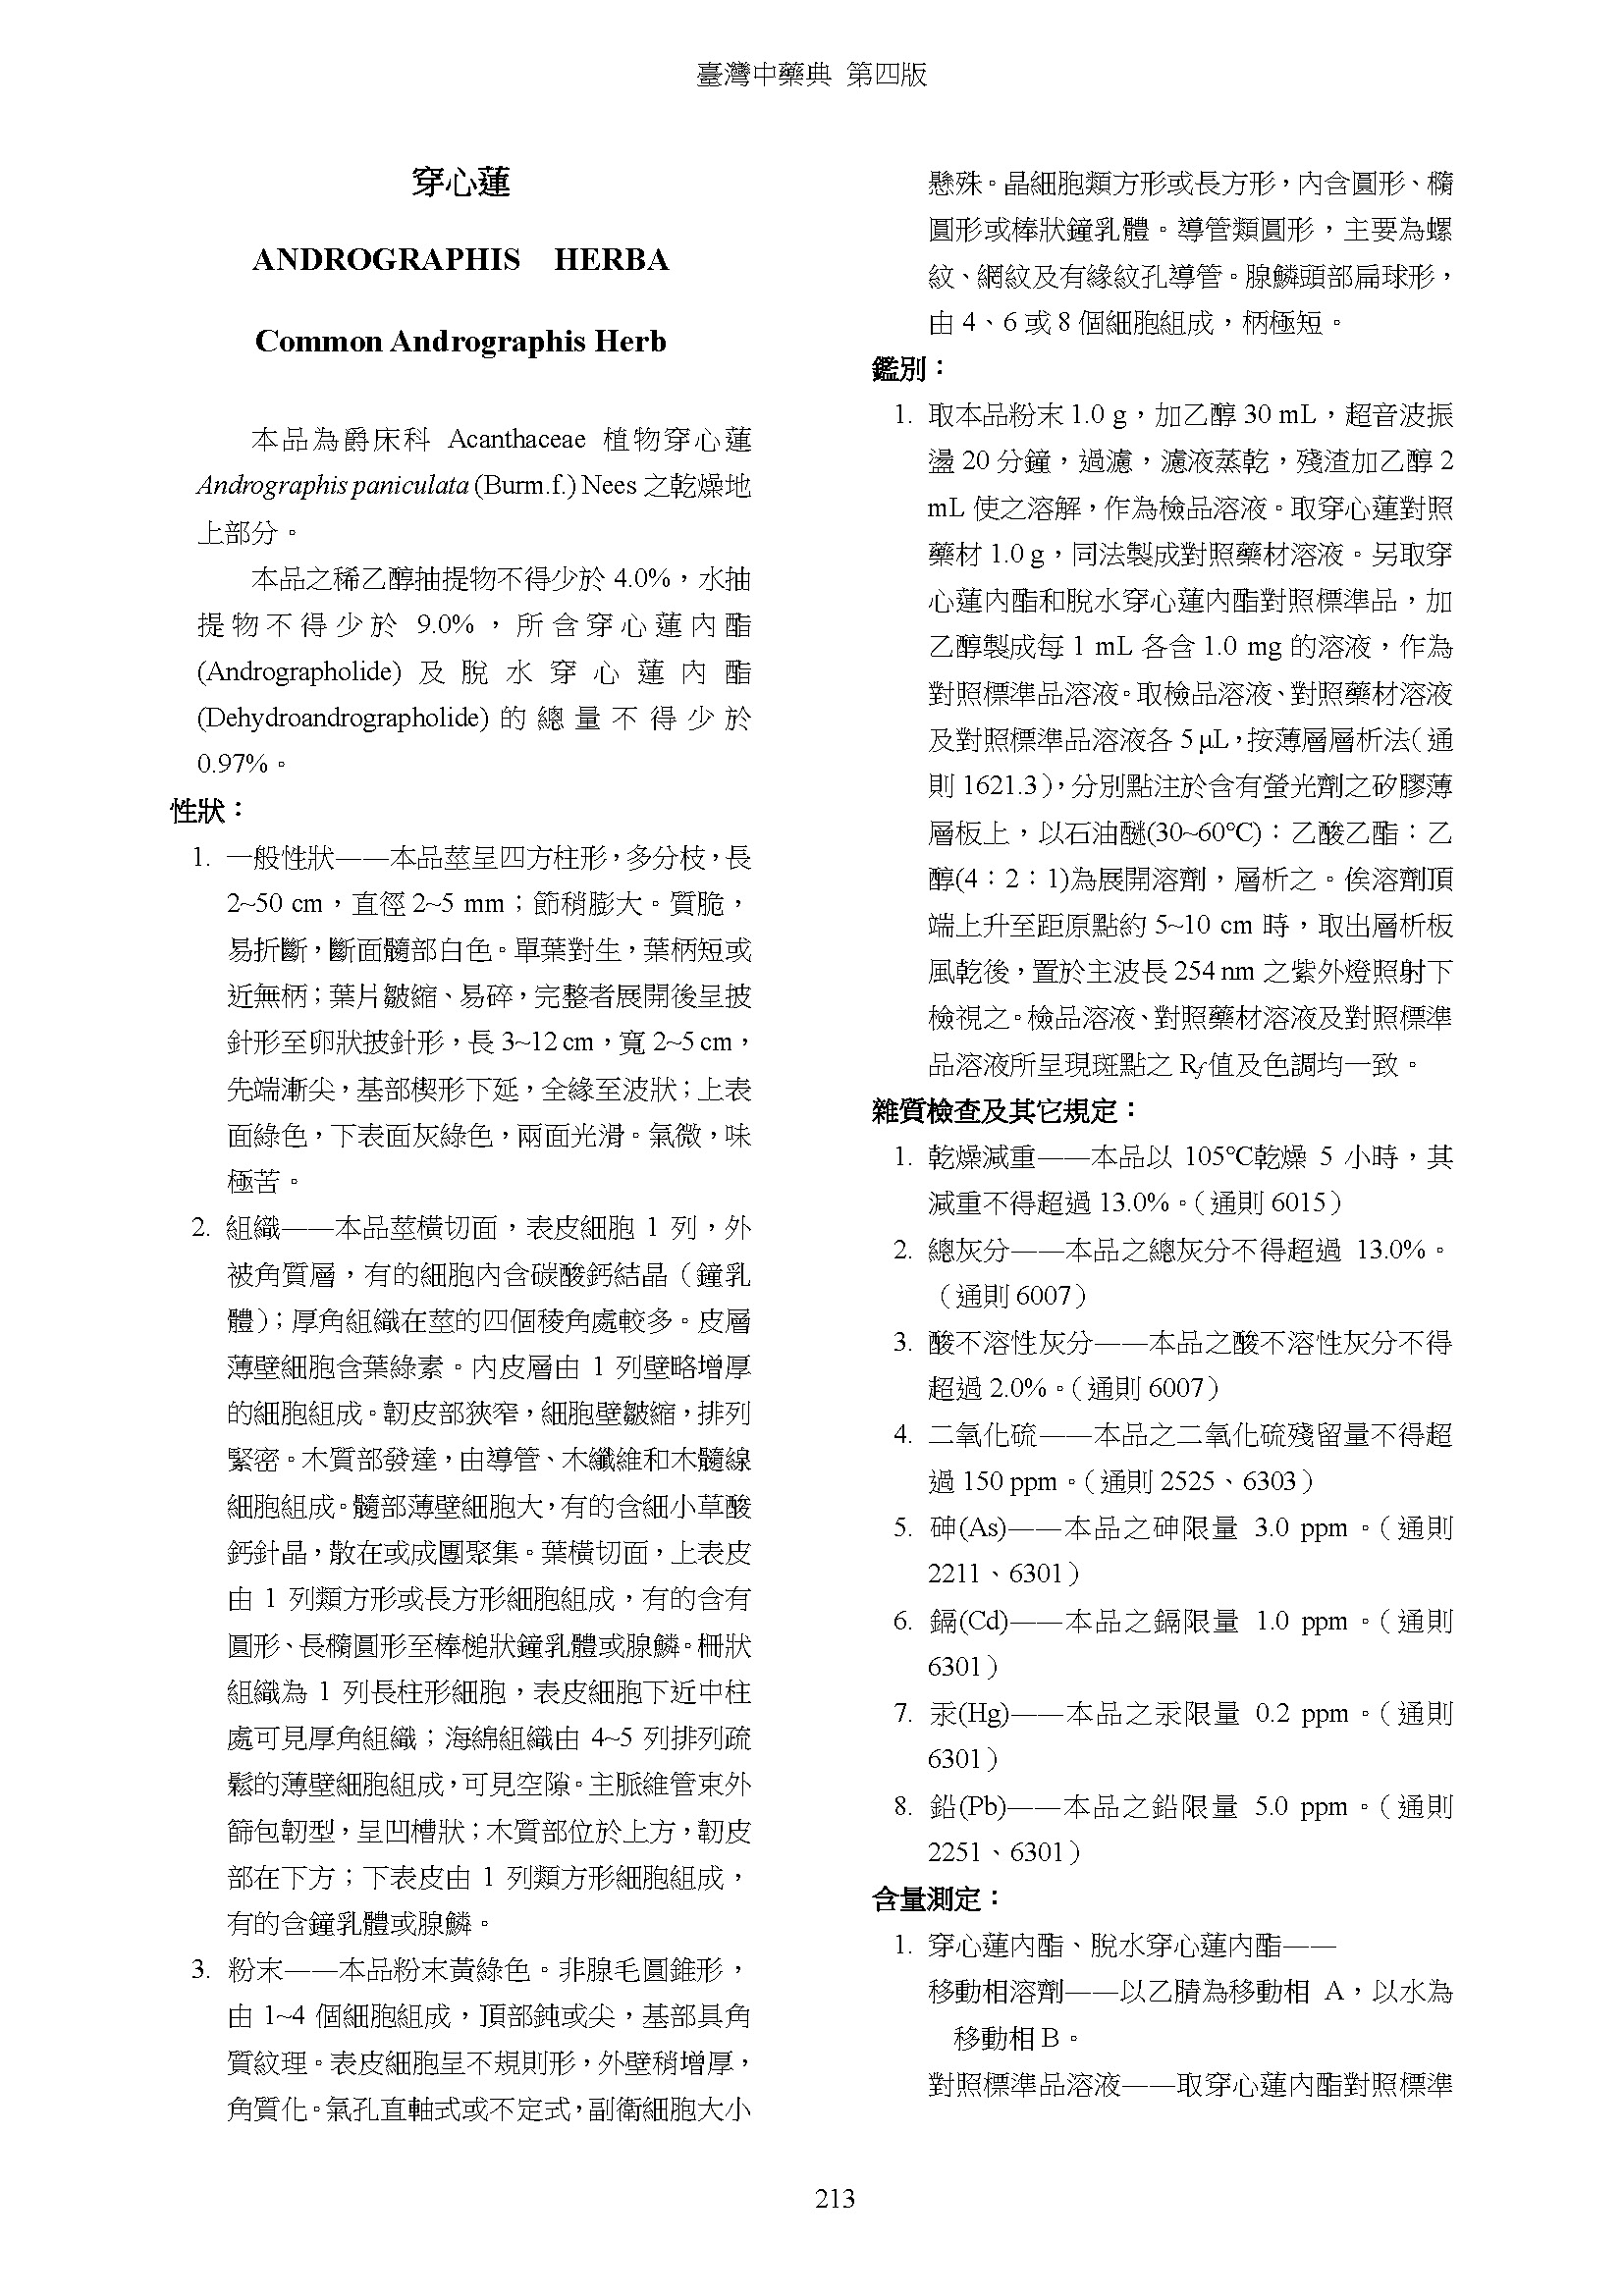 臺灣中藥典 第四版
穿心蓮
ANDROGRAPHIS HERBA
Common Andrographis Herb
本品為爵床科 Acanthaceae 植物穿心蓮
Andrographis paniculata (Burm.f.) Nees 之乾燥地
上部分。
本品之稀乙醇抽提物不得少於 4.0%，水抽
提物不得少於 9.0%，所含穿心蓮內酯
(Andrographolide) 及脫水穿心蓮內酯
(Dehydroandrographolide) 的總量不得少於
0.97%。
性狀：
1. 一般性狀——本品莖呈四方柱形，多分枝，長
2~50 cm，直徑 2~5 mm；節稍膨大。質脆，
易折斷，斷面髓部白色。單葉對生，葉柄短或
近無柄；葉片皺縮、易碎，完整者展開後呈披
針形至卵狀披針形，長 3~12 cm，寬 2~5 cm，
先端漸尖，基部楔形下延，全緣至波狀；上表
面綠色，下表面灰綠色，兩面光滑。氣微，味
極苦。
2. 組織——本品莖橫切面，表皮細胞 1 列，外
被角質層，有的細胞內含碳酸鈣結晶（鐘乳
體）；厚角組織在莖的四個稜角處較多。皮層
薄壁細胞含葉綠素。內皮層由 1 列壁略增厚
的細胞組成。韌皮部狹窄，細胞壁皺縮，排列
緊密。木質部發達，由導管、木纖維和木髓線
細胞組成。髓部薄壁細胞大，有的含細小草酸
鈣針晶，散在或成團聚集。葉橫切面，上表皮
由 1 列類方形或長方形細胞組成，有的含有
圓形、長橢圓形至棒槌狀鐘乳體或腺鱗。柵狀
組織為 1 列長柱形細胞，表皮細胞下近中柱
處可見厚角組織；海綿組織由 4~5 列排列疏
鬆的薄壁細胞組成，可見空隙。主脈維管束外
篩包韌型，呈凹槽狀；木質部位於上方，韌皮
部在下方；下表皮由 1 列類方形細胞組成，
有的含鐘乳體或腺鱗。
3. 粉末——本品粉末黃綠色。非腺毛圓錐形，
由 1~4 個細胞組成，頂部鈍或尖，基部具角
質紋理。表皮細胞呈不規則形，外壁稍增厚，
角質化。氣孔直軸式或不定式，副衛細胞大小
懸殊。晶細胞類方形或長方形，內含圓形、橢
圓形或棒狀鐘乳體。導管類圓形，主要為螺
紋、網紋及有緣紋孔導管。腺鱗頭部扁球形，
由 4、6 或 8 個細胞組成，柄極短。
鑑別：
1. 取本品粉末 1.0 g，加乙醇 30 mL，超音波振
盪 20 分鐘，過濾，濾液蒸乾，殘渣加乙醇 2
mL 使之溶解，作為檢品溶液。取穿心蓮對照
藥材 1.0 g，同法製成對照藥材溶液。另取穿
心蓮內酯和脫水穿心蓮內酯對照標準品，加
乙醇製成每 1 mL 各含 1.0 mg 的溶液，作為
對照標準品溶液。取檢品溶液、對照藥材溶液
及對照標準品溶液各 5 μL，按薄層層析法（通
則 1621.3），分別點注於含有螢光劑之矽膠薄
層板上，以石油醚(30~60℃)：乙酸乙酯：乙
醇(4：2：1)為展開溶劑，層析之。俟溶劑頂
端上升至距原點約 5~10 cm 時，取出層析板
風乾後，置於主波長 254 nm 之紫外燈照射下
檢視之。檢品溶液、對照藥材溶液及對照標準
品溶液所呈現斑點之 Rf 值及色調均一致。
雜質檢查及其它規定：
1. 乾燥減重——本品以 105℃乾燥 5 小時，其
減重不得超過 13.0%。（通則 6015）
2. 總灰分——本品之總灰分不得超過 13.0%。
（通則 6007）
3. 酸不溶性灰分——本品之酸不溶性灰分不得
超過 2.0%。（通則 6007）
4. 二氧化硫——本品之二氧化硫殘留量不得超
過 150 ppm。（通則 2525、6303）
5. 砷(As)——本品之砷限量 3.0 ppm。（通則
2211、6301）
6. 鎘(Cd)——本品之鎘限量 1.0 ppm。（通則
6301）
7. 汞(Hg)——本品之汞限量 0.2 ppm。（通則
6301）
8. 鉛(Pb)——本品之鉛限量 5.0 ppm。（通則
2251、6301）
含量測定：
1. 穿心蓮內酯、脫水穿心蓮內酯——
移動相溶劑——以乙腈為移動相 A，以水為
移動相 B。
對照標準品溶液——取穿心蓮內酯對照標準
213